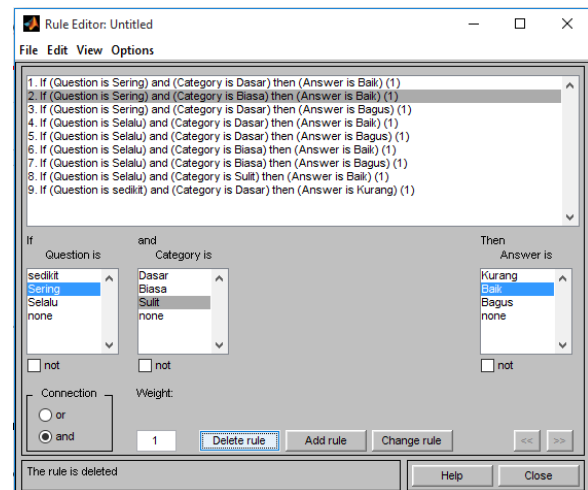 Rule Editor: Untitled
File Edit View Options
1. If (Question is Sering) and (Category is Dasar) then (Answer is Baik) (1)
2. If (Question is Sering) and (Category is Biasa) then (Answer is Baik) (1)
3. If (Question is Sering) and (Category is Dasar) then (Answer is Bagus) (1)
4. If (Question is Selalu) and (Category is Dasar) then (Answer is Baik) (1)
5. If (Question is Selalu) and (Category is Dasar) then (Answer is Bagus) (1)
6. If (Question is Selalu) and (Category is Biasa) then (Answer is Baik) (1)
7. If (Question is Selalu) and (Category is Biasa) then (Answer is Bagus) (1)
8. If (Question is Selalu) and (Category is Sulit) then (Answer is Baik) (1)
9. If (Question is sedikit) and (Category is Dasar) then (Answer is Kurang) (1)
If and Then
Question is Category is Answer is
sedikit Dasar Kurang
Sering Biasa Baik
Selalu Sulit Bagus
none none none
not not not
Connection Weight:
or
and 1 Delete rule Add rule Change rule << >>
The rule is deleted Help Close